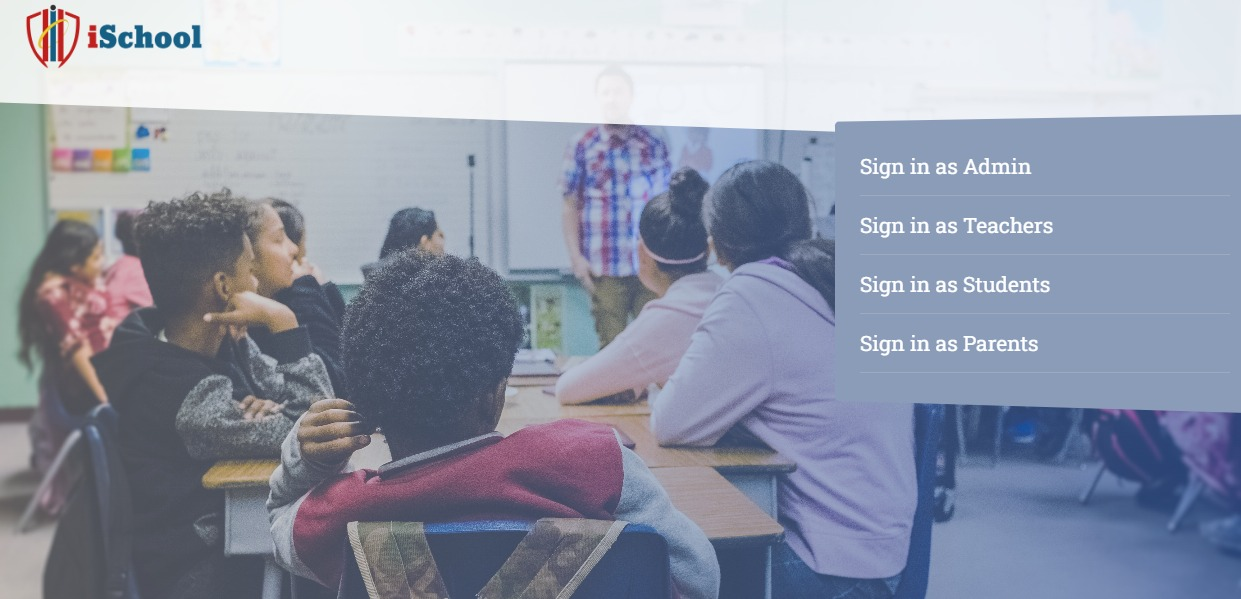 iSchool
Sign in as Admin
Sign in as Teachers
Sign in as Students
Sign in as Parents